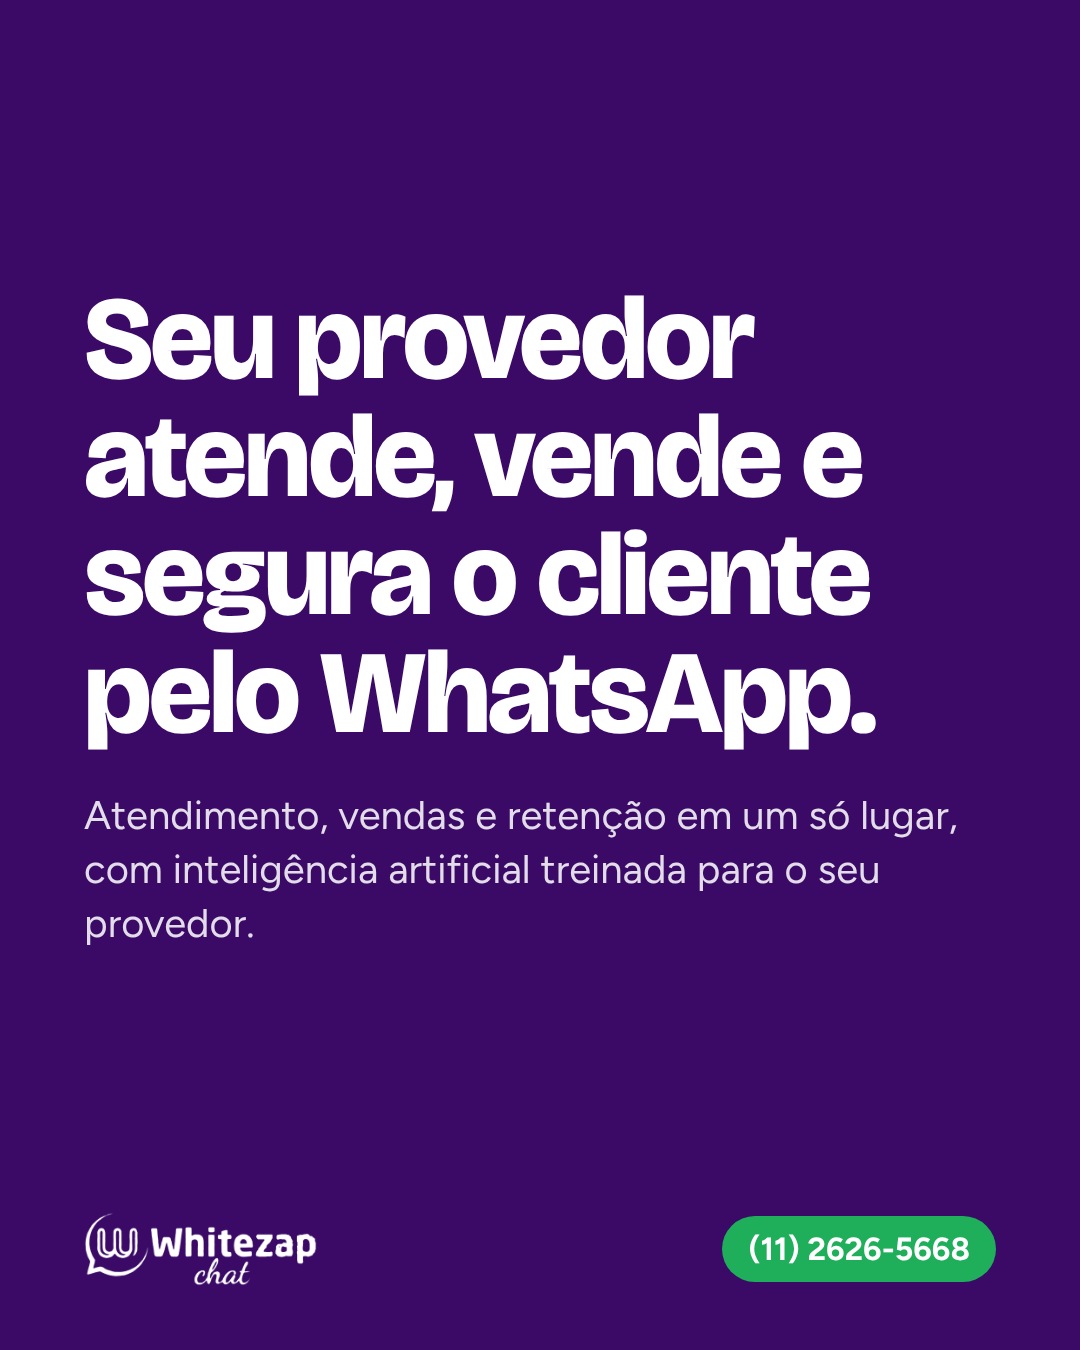 Seu provedor
atende, vende e
segura o cliente
pelo WhatsApp.
Atendimento, vendas e retenção em um só lugar,
com inteligência artificial treinada para o seu
provedor.
Whitezap
chat
(11) 2626-5668